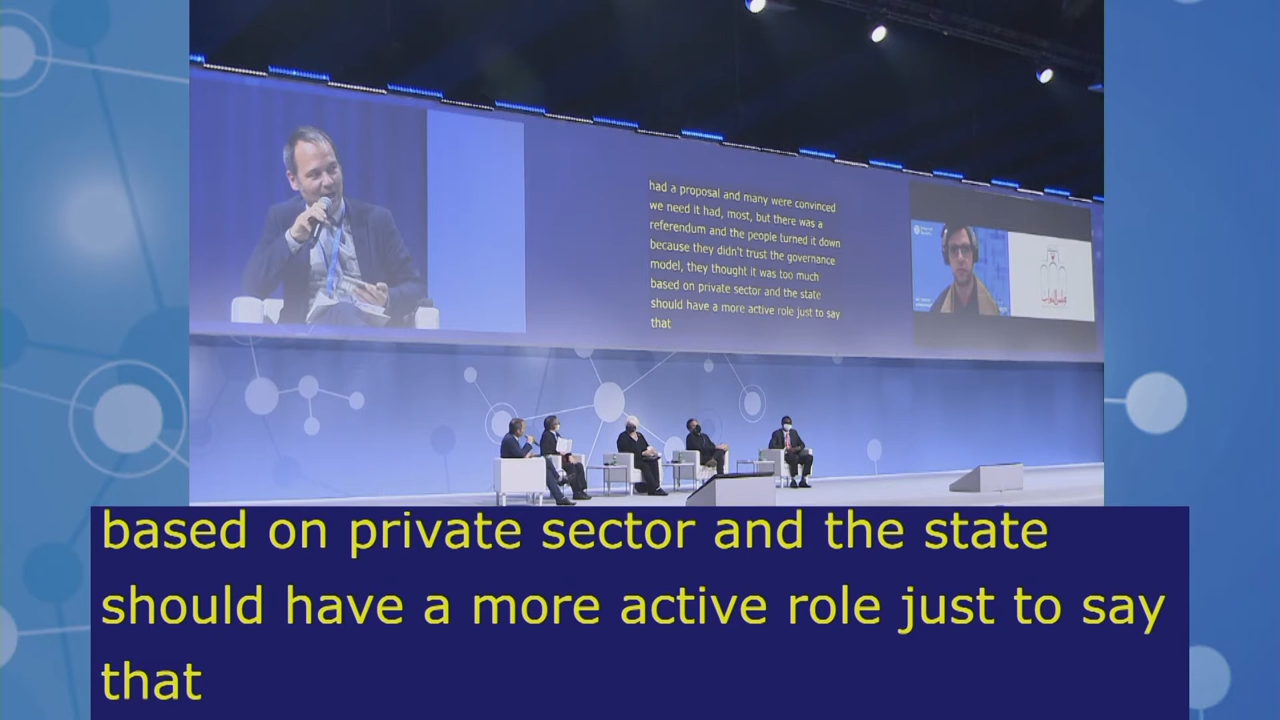 had a proposal and many were convinced
we need it had, most, but there was a
referendum and the people turned it down
because they didn't trust the governance
model, they thought it was too much
based on private sector and the state
should have a more active role just to say
that
based on private sector and the state
should have a more active role just to say
that